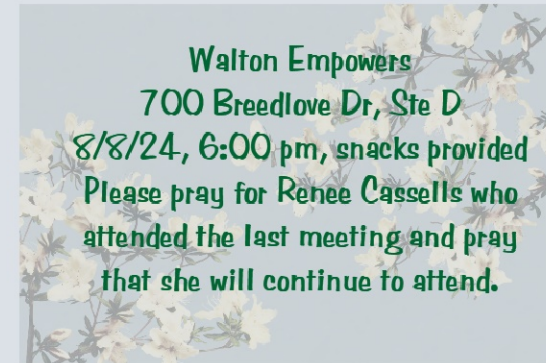 Walton Empowers
700 Breedlove Dr, Ste D
8/8/24, 6:00 pm, snacks provided
Please pray for Renee Cassells who
attended the last meeting and pray
that she will continue to attend.